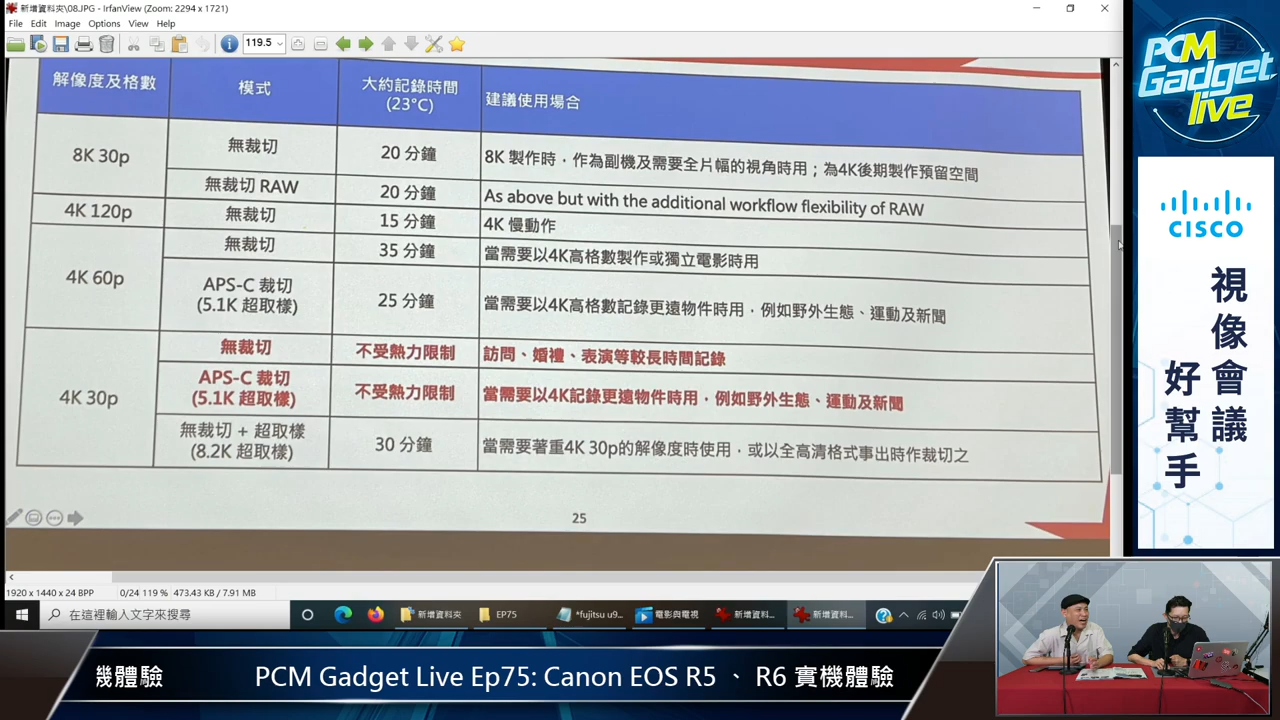 新增資料夾\08.JPG - IrfanView (Zoom: 2294 x 1721)
File Edit Image Options View Help
119.5
解像度及格數 模式 大約記錄時間 (23°C) 建議使用場合
8K 30p 無裁切 20 分鐘 8K 製作時，作為副機及需要全片幅的視角時用；為4K後期製作預留空間
無裁切 RAW 20 分鐘 As above but with the additional workflow flexibility of RAW
4K 120p 無裁切 15 分鐘 4K 慢動作
4K 60p 無裁切 35 分鐘 當需要以4K高格數製作或獨立電影時用
APS-C 裁切 (5.1K 超取樣) 25 分鐘 當需要以4K高格數記錄更遠物件時用，例如野外生態、運動及新聞
4K 30p 無裁切 不受熱力限制 訪問、婚禮、表演等較長時間記錄
APS-C 裁切 (5.1K 超取樣) 不受熱力限制 當需要以4K記錄更遠物件時用，例如野外生態、運動及新聞
無裁切 + 超取樣 (8.2K 超取樣) 30 分鐘 當需要著重4K 30p的解像度時使用，或以全高清格式事出時作裁切之
25
1920 x 1440 x 24 BPP 0/24 119 % 473.43 KB / 7.91 MB
在這裡輸入文字來搜尋 新增資料夾 EP75 *fujitsu u9... 電影與電視 新增資料... 新增資料...
PCM
Gadget
live
CISCO
視像會議
好幫手
幾體驗 PCM Gadget Live Ep75: Canon EOS R5 、 R6 實機體驗